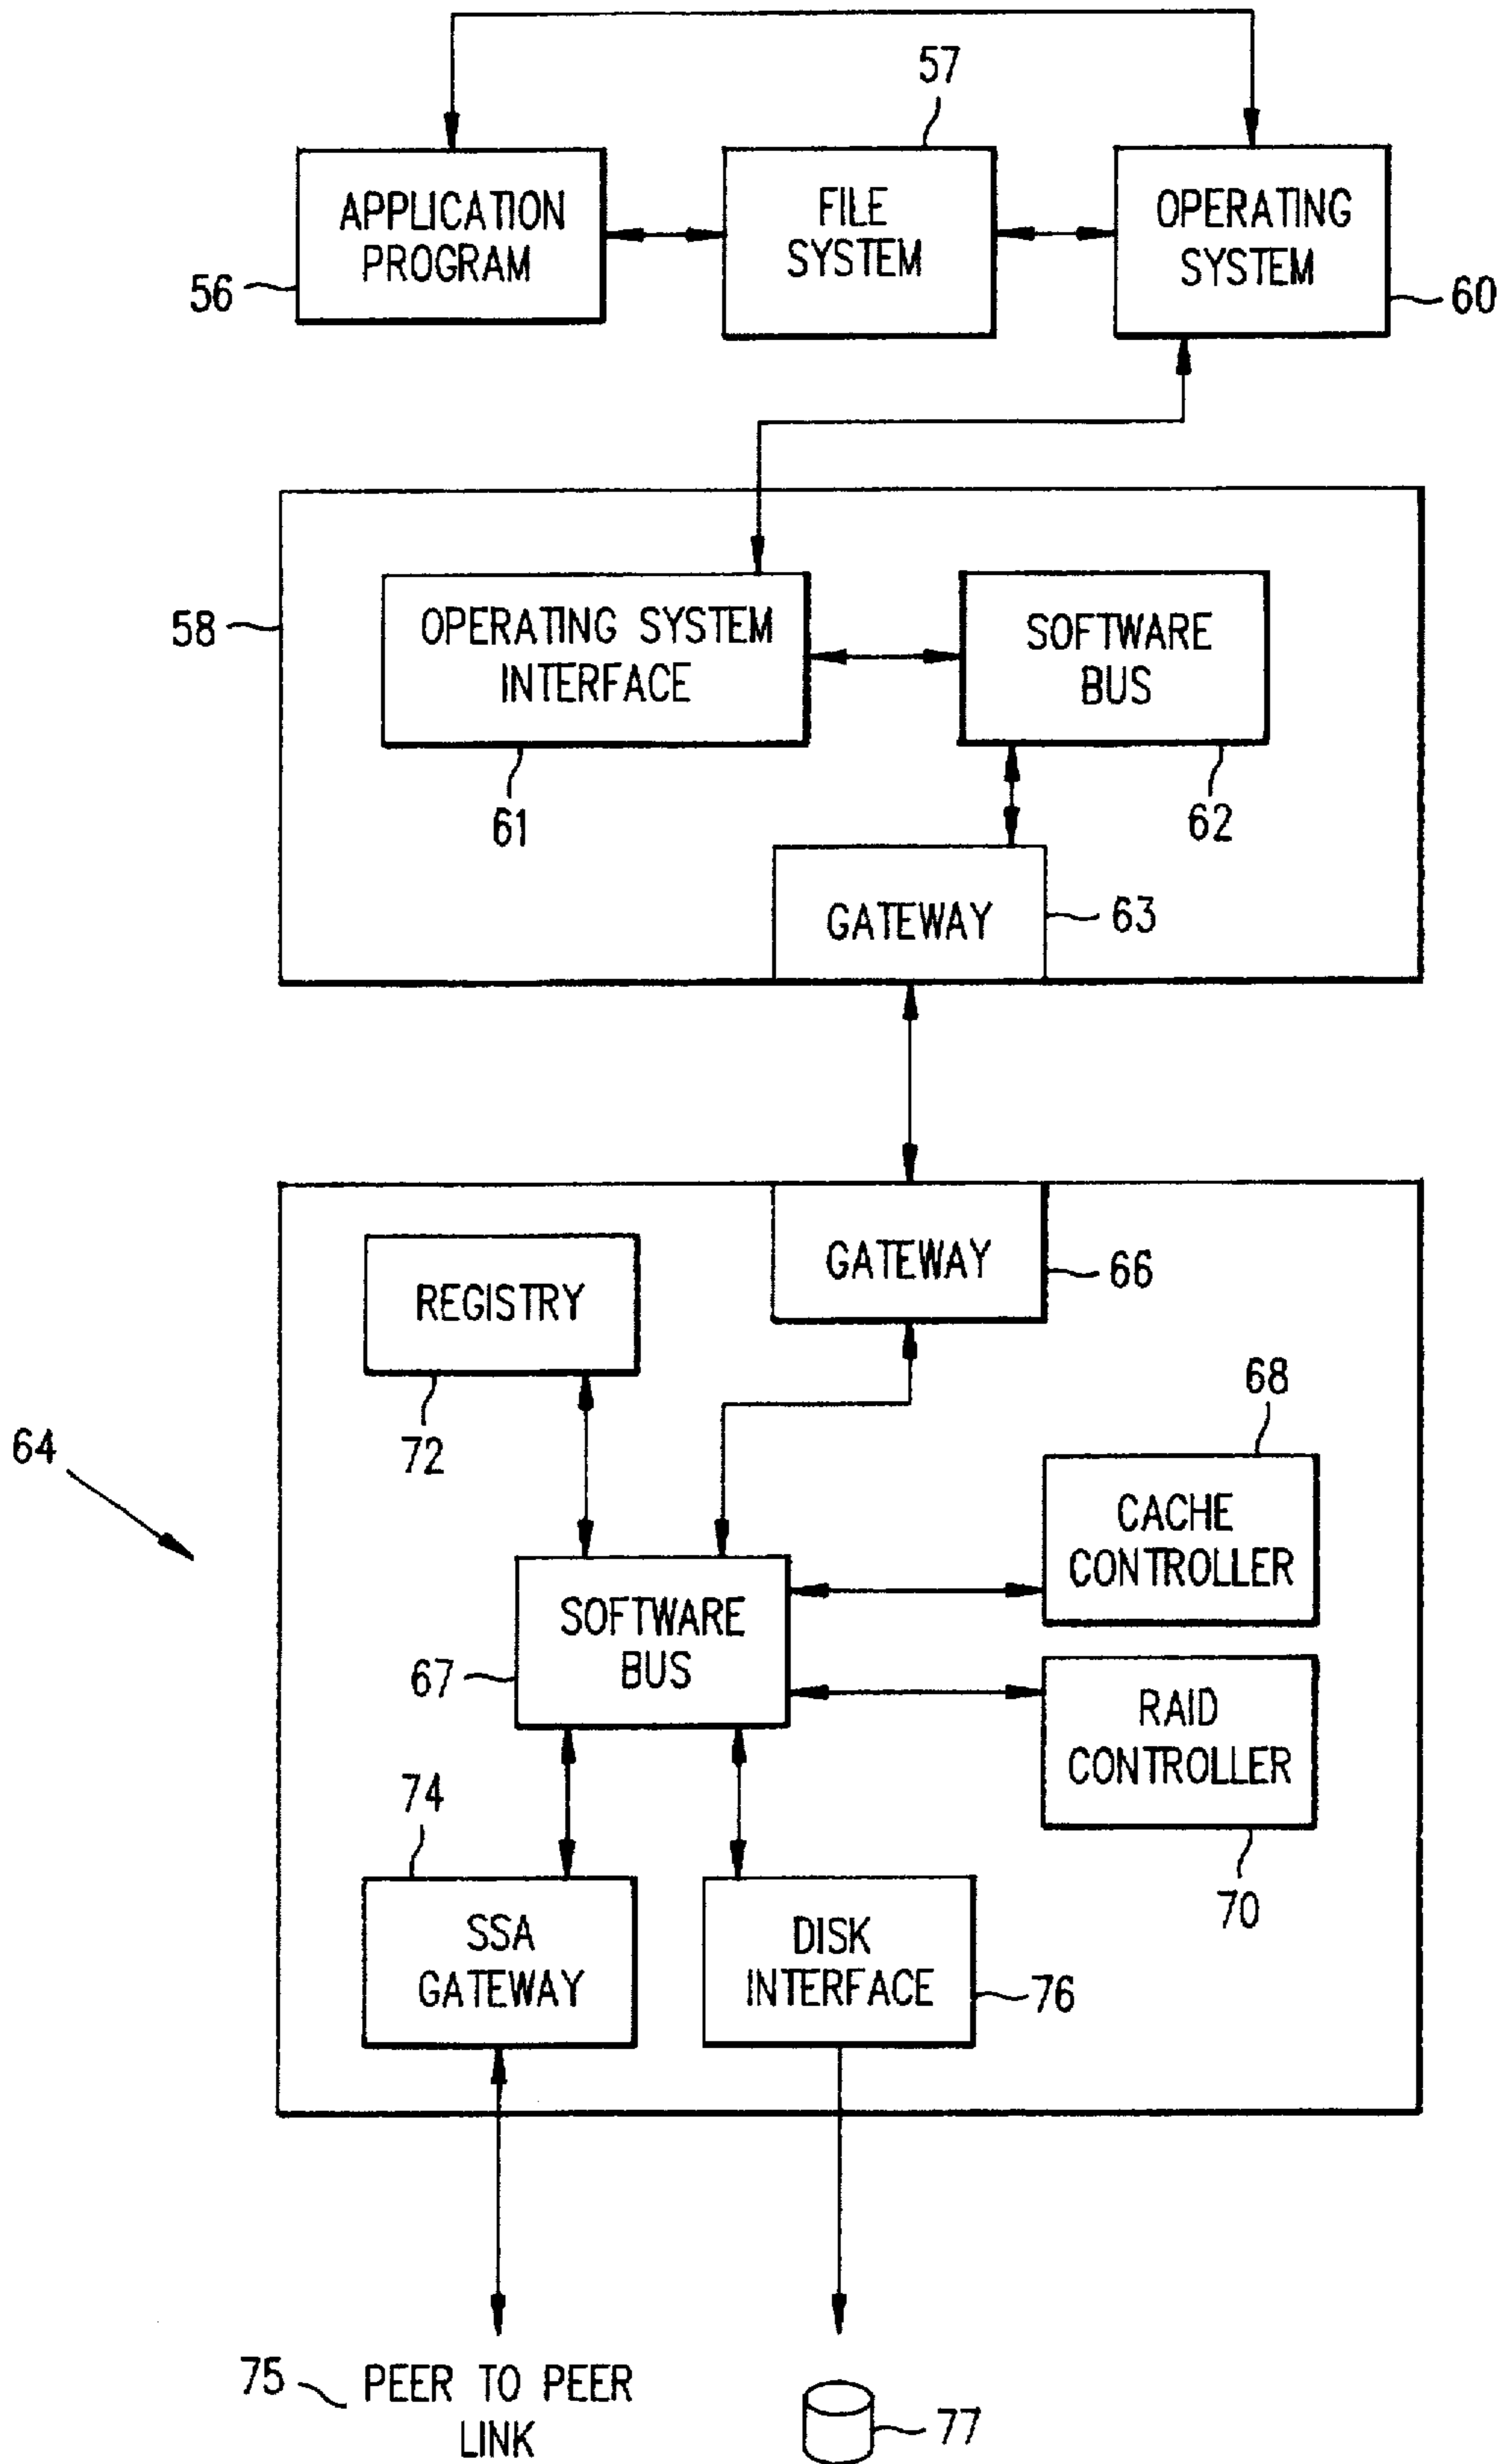 57
APPLICATION
PROGRAM
FILE
SYSTEM
OPERATING
SYSTEM
56
60
58
OPERATING SYSTEM
INTERFACE
SOFTWARE
BUS
61
62
GATEWAY
63
GATEWAY
66
REGISTRY
72
68
64
CACHE
CONTROLLER
SOFTWARE
BUS
67
RAID
CONTROLLER
70
74
SSA
GATEWAY
DISK
INTERFACE
76
75
PEER TO PEER
LINK
77